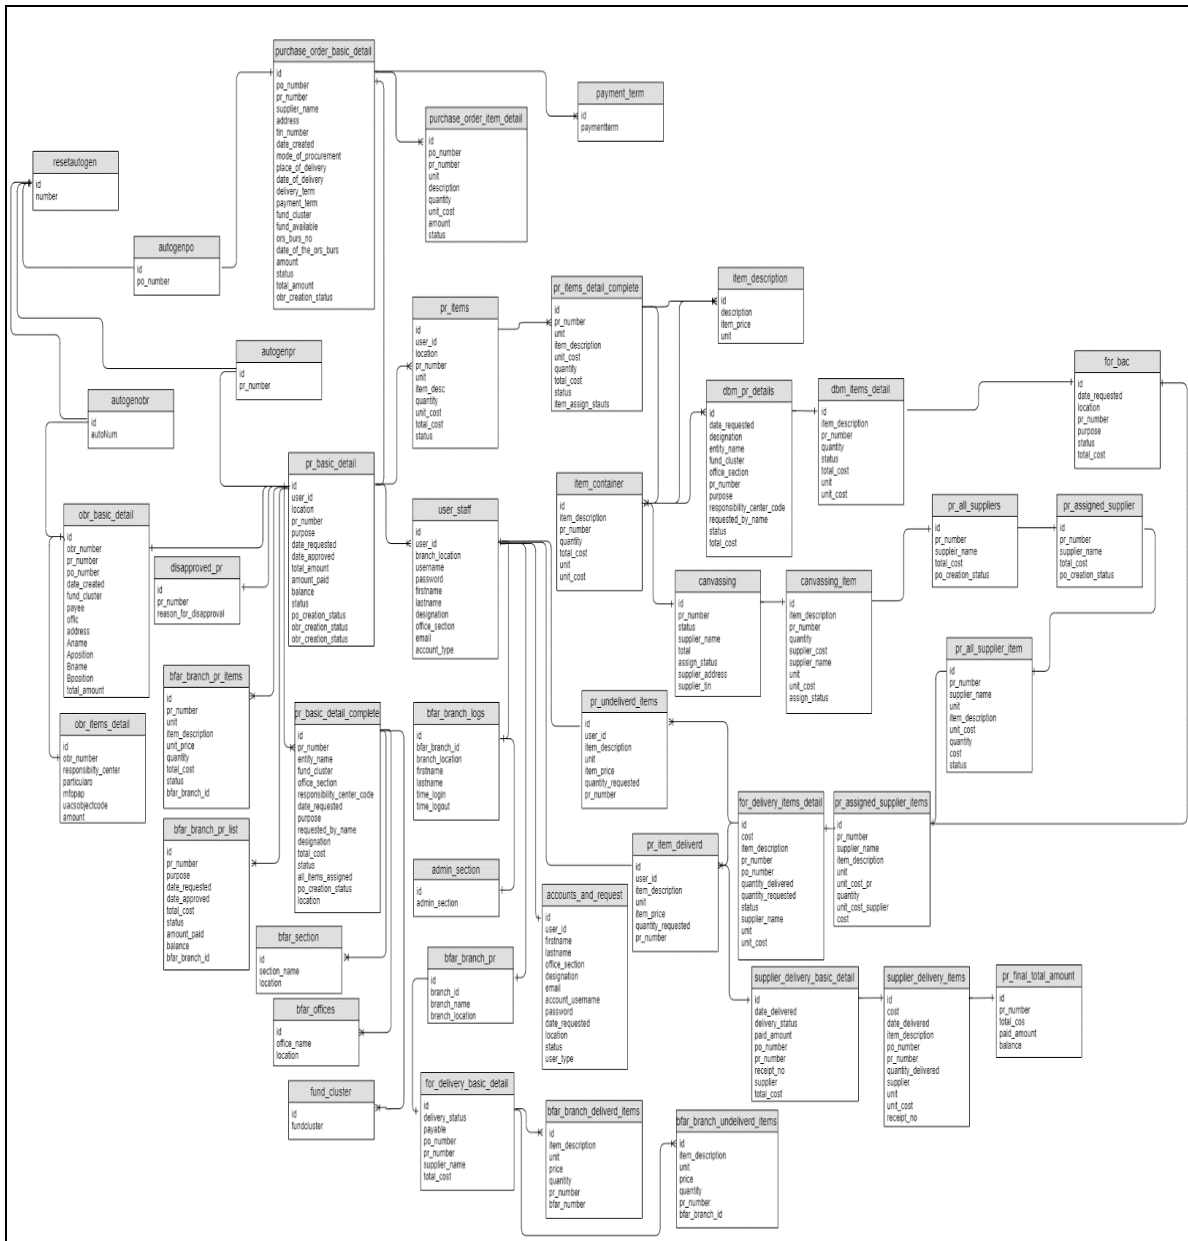 purchase_order_basic_detail
id
po_number
pr_number
supplier_name
address
tin_number
date_created
mode_of_procurement
place_of_delivery
date_of_delivery
delivery_term
payment_term
fund_cluster
fund_available
ors_burs_no
date_of_the_ors_burs
amount
status
total_amount
obr_creation_status
payment_term
id
paymentterm
purchase_order_item_detail
id
po_number
pr_number
unit
description
quantity
unit_cost
amount
status
resetautogen
id
number
autogenpo
id
po_number
autogenpr
id
pr_number
autogenobr
id
autoNum
pr_items
id
user_id
location
pr_number
unit
item_desc
quantity
unit_cost
total_cost
status
pr_items_detail_complete
id
pr_number
unit
item_description
unit_cost
quantity
total_cost
status
item_assign_stauts
item_description
id
description
item_price
unit
dbm_pr_details
id
date_requested
designation
entity_name
fund_cluster
office_section
pr_number
purpose
responsibility_center_code
requested_by_name
status
total_cost
dbm_items_detail
id
item_description
pr_number
quantity
status
total_cost
unit
unit_cost
for_bac
id
date_requested
location
pr_number
purpose
status
total_cost
pr_basic_detail
id
user_id
location
pr_number
purpose
date_requested
date_approved
total_amount
amount_paid
balance
status
po_creation_status
obr_creation_status
obr_creation_status
user_staff
id
user_id
branch_location
username
password
firstname
lastname
designation
office_section
email
account_type
item_container
id
item_description
pr_number
quantity
total_cost
unit
unit_cost
pr_all_suppliers
id
pr_number
supplier_name
total_cost
po_creation_status
pr_assigned_supplier
id
pr_number
supplier_name
total_cost
po_creation_status
obr_basic_detail
id
obr_number
pr_number
po_number
date_created
fund_cluster
payee
offic
address
Aname
Aposition
Bname
Bposition
total_amount
disapproved_pr
id
pr_number
reason_for_disapproval
canvassing
id
pr_number
status
supplier_name
total
assign_status
supplier_address
supplier_tin
canvassing_item
id
item_description
pr_number
quantity
supplier_cost
supplier_name
unit
unit_cost
assign_status
pr_all_supplier_item
id
pr_number
supplier_name
unit
item_description
unit_cost
quantity
cost
status
bfar_branch_pr_items
id
pr_number
unit
item_description
unit_price
quantity
total_cost
status
bfar_branch_id
obr_items_detail
id
obr_number
responsibilty_center
particulars
mfopap
uacsobjectcode
amount
pr_basic_detail_complete
id
pr_number
entity_name
fund_cluster
office_section
responsibility_center_code
date_requested
purpose
requested_by_name
designation
total_cost
status
all_items_assigned
po_creation_status
location
bfar_branch_logs
id
bfar_branch_id
branch_location
firstname
lastname
time_login
time_logout
pr_undeliverd_items
id
user_id
item_description
unit
item_price
quantity_requested
pr_number
bfar_branch_pr_list
id
pr_number
purpose
date_requested
date_approved
total_cost
status
amount_paid
balance
bfar_branch_id
admin_section
id
admin_section
accounts_and_request
id
user_id
firstname
lastname
office_section
designation
email
account_username
password
date_requested
location
status
user_type
pr_item_deliverd
id
user_id
item_description
unit
item_price
quantity_requested
pr_number
for_delivery_items_detail
id
cost
item_description
pr_number
po_number
quantity_delivered
quantity_requested
status
supplier_name
unit
unit_cost
pr_assigned_supplier_items
id
pr_number
supplier_name
item_description
unit
unit_cost_pr
quantity
unit_cost_supplier
cost
bfar_section
id
section_name
location
bfar_branch_pr
id
branch_id
branch_name
branch_location
bfar_offices
id
office_name
location
fund_cluster
id
fundcluster
supplier_delivery_basic_detail
id
date_delivered
delivery_status
paid_amount
po_number
pr_number
receipt_no
supplier
total_cost
supplier_delivery_items
id
cost
date_delivered
item_description
po_number
pr_number
quantity_delivered
supplier
unit
unit_cost
receipt_no
pr_final_total_amount
id
pr_number
total_cos
paid_amount
balance
for_delivery_basic_detail
id
delivery_status
payable
po_number
pr_number
supplier_name
total_cost
bfar_branch_deliverd_items
id
item_description
unit
price
quantity
pr_number
bfar_number
bfar_branch_undeliverd_items
id
item_description
unit
price
quantity
pr_number
bfar_branch_id